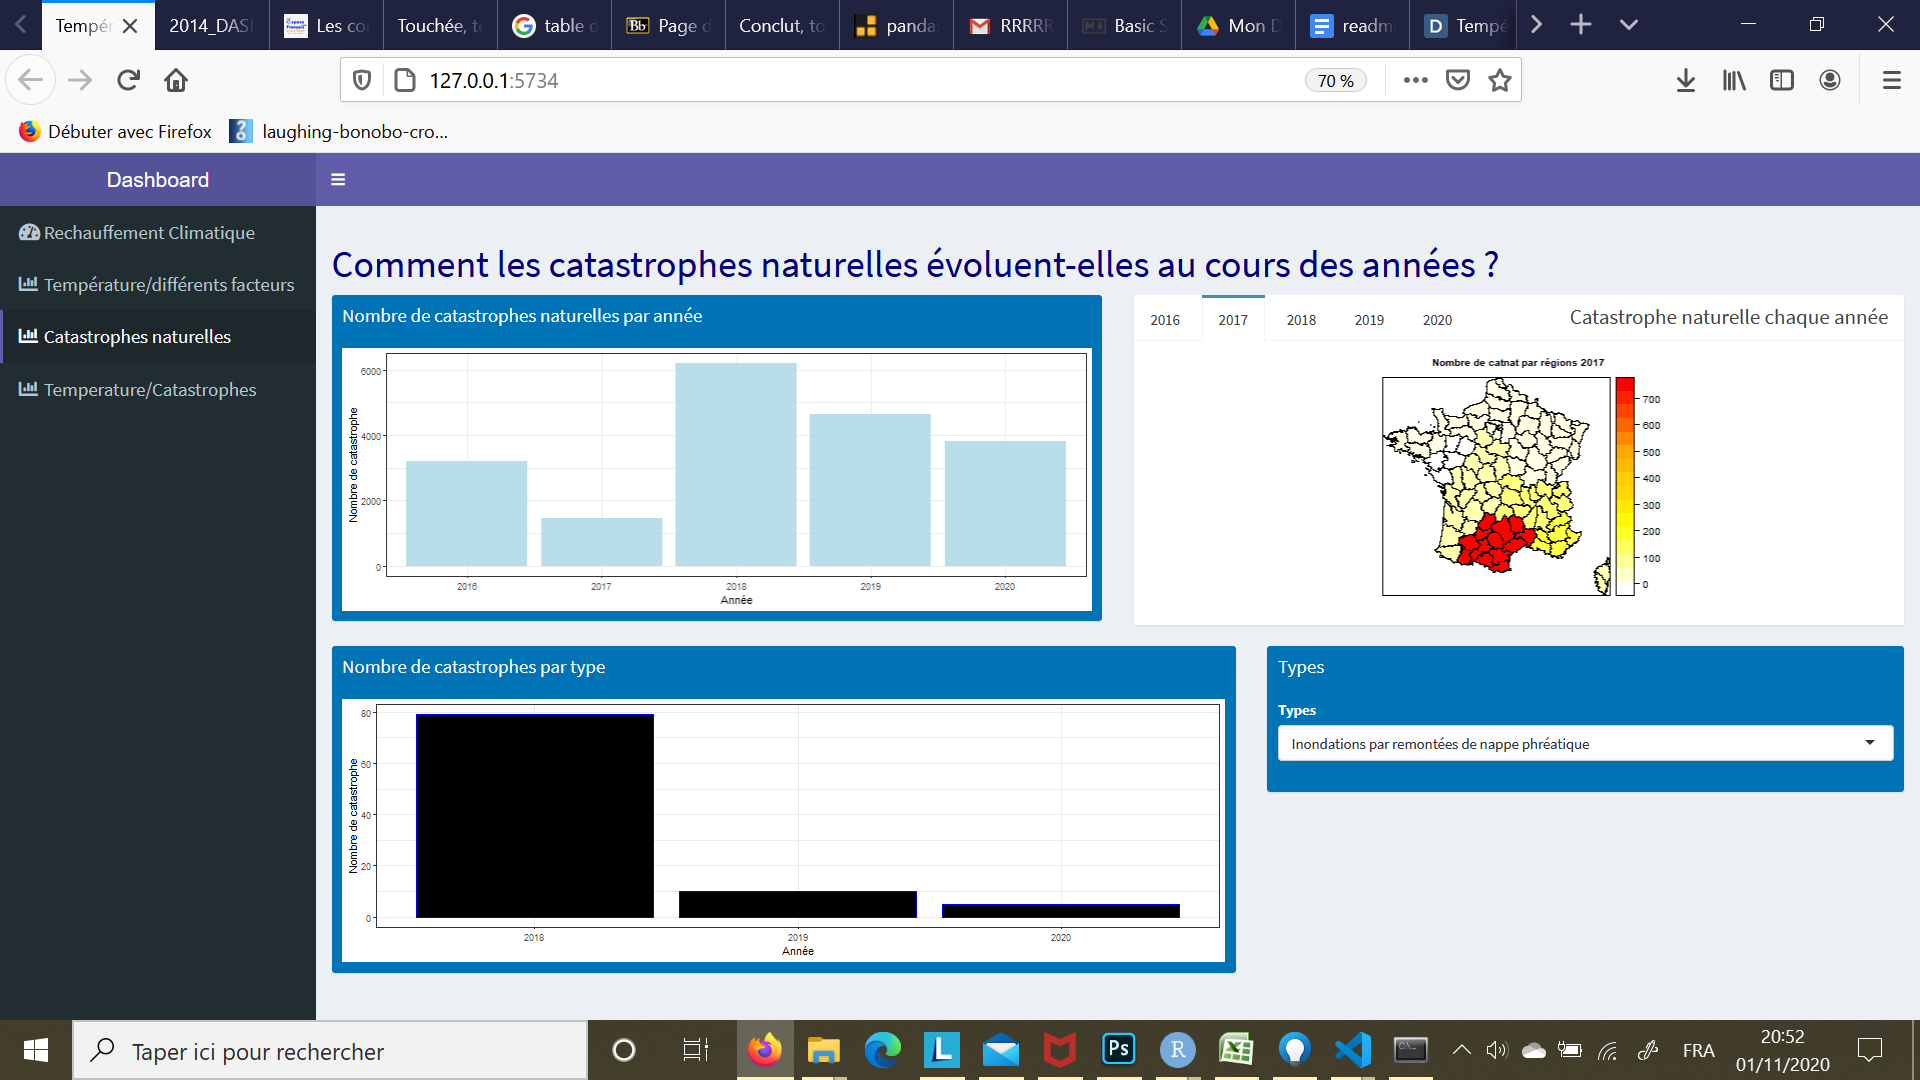 Tempér
2014_DAS
Les co
Touchée, t
table d
Bb Page d
Conclut, to
panda
RRRRR
Basic S
Mon D
readm
D Tempé
127.0.0.1:5734
70 %
Débuter avec Firefox
laughing-bonobo-cro...
Dashboard
Rechauffement Climatique
Température/différents facteurs
Catastrophes naturelles
Temperature/Catastrophes
Comment les catastrophes naturelles évoluent-elles au cours des années ?
Nombre de catastrophes naturelles par année
Nombre de catastrophe
6000
4000
2000
0
2016 2017 2018 2019 2020
Année
2016 2017 2018 2019 2020 Catastrophe naturelle chaque année
Nombre de catnat par régions 2017
700
600
500
400
300
200
100
0
Nombre de catastrophes par type
Nombre de catastrophe
80
60
40
20
0
2018 2019 2020
Année
Types
Types
Inondations par remontées de nappe phréatique
Taper ici pour rechercher
L
Ps
R
FRA
20:52
01/11/2020